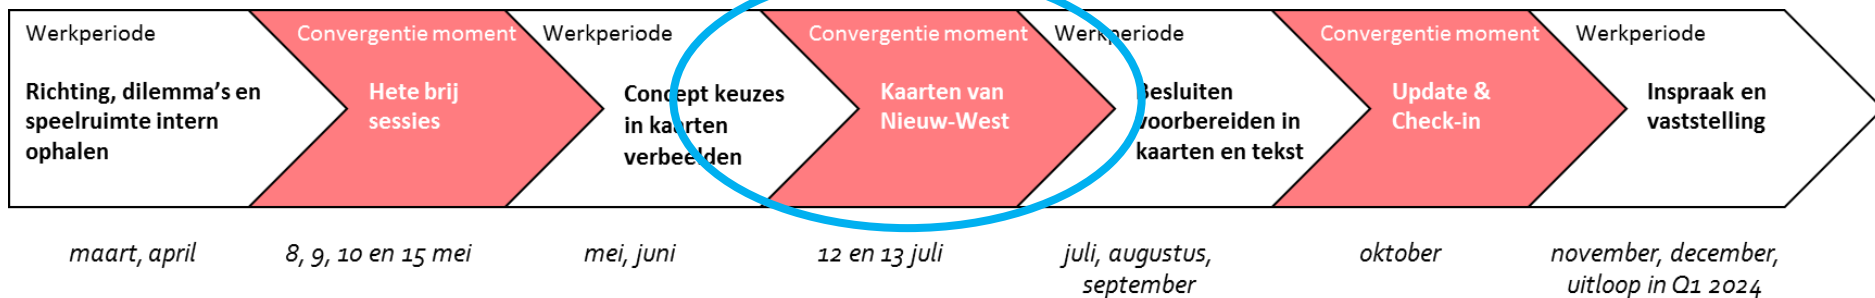 Werkperiode
Richting, dilemma's en
speelruimte intern
ophalen
maart, april
Convergentie moment
Hete brij
sessies
8, 9, 10 en 15 mei
Werkperiode
Concept keuzes
in kaarten
verbeelden
mei, juni
Convergentie moment
Kaarten van
Nieuw-West
12 en 13 juli
Werkperiode
Besluiten
voorbereiden in
kaarten en tekst
juli, augustus,
september
Convergentie moment
Update &
Check-in
oktober
Werkperiode
Inspraak en
vaststelling
november, december,
uitloop in Q1 2024